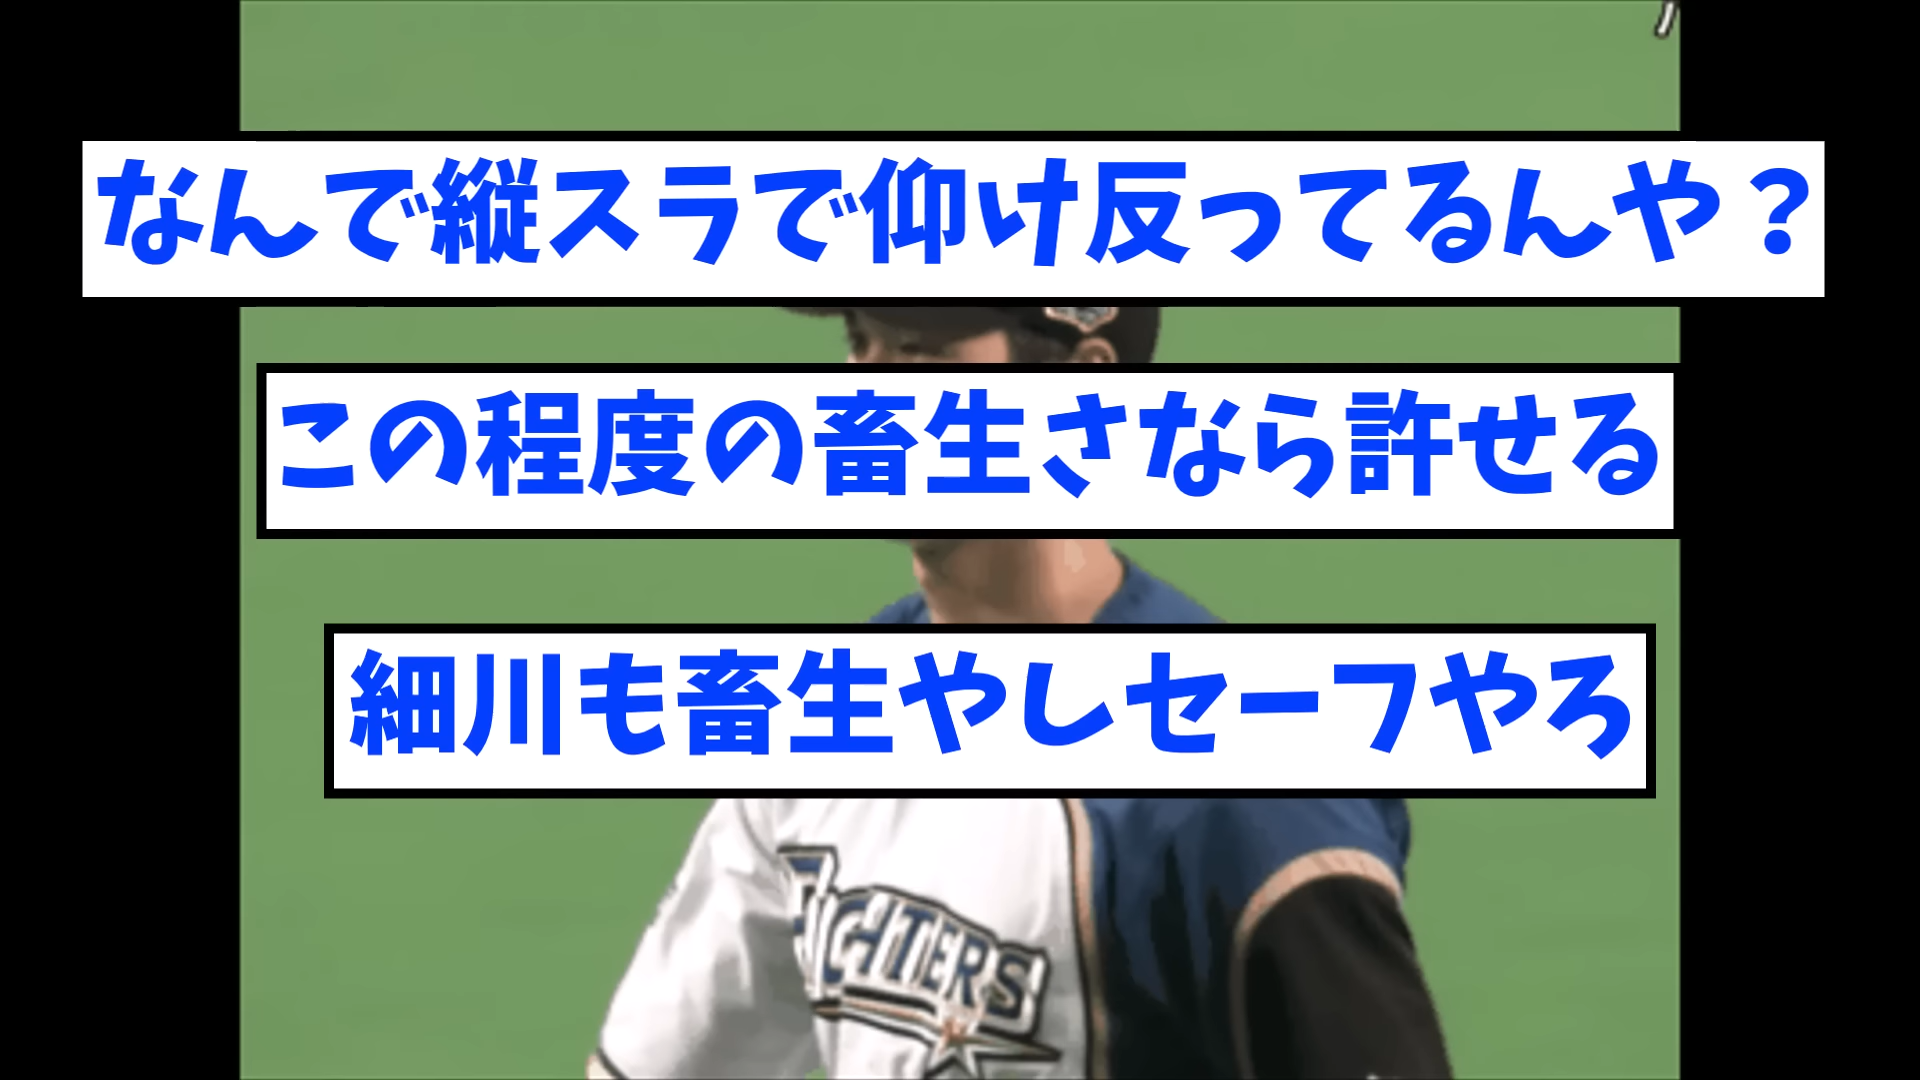 なんで縦スラで仰け反ってるんや？
この程度の畜生さなら許せる
細川も畜生やしセーフやろ
FIGHTERS